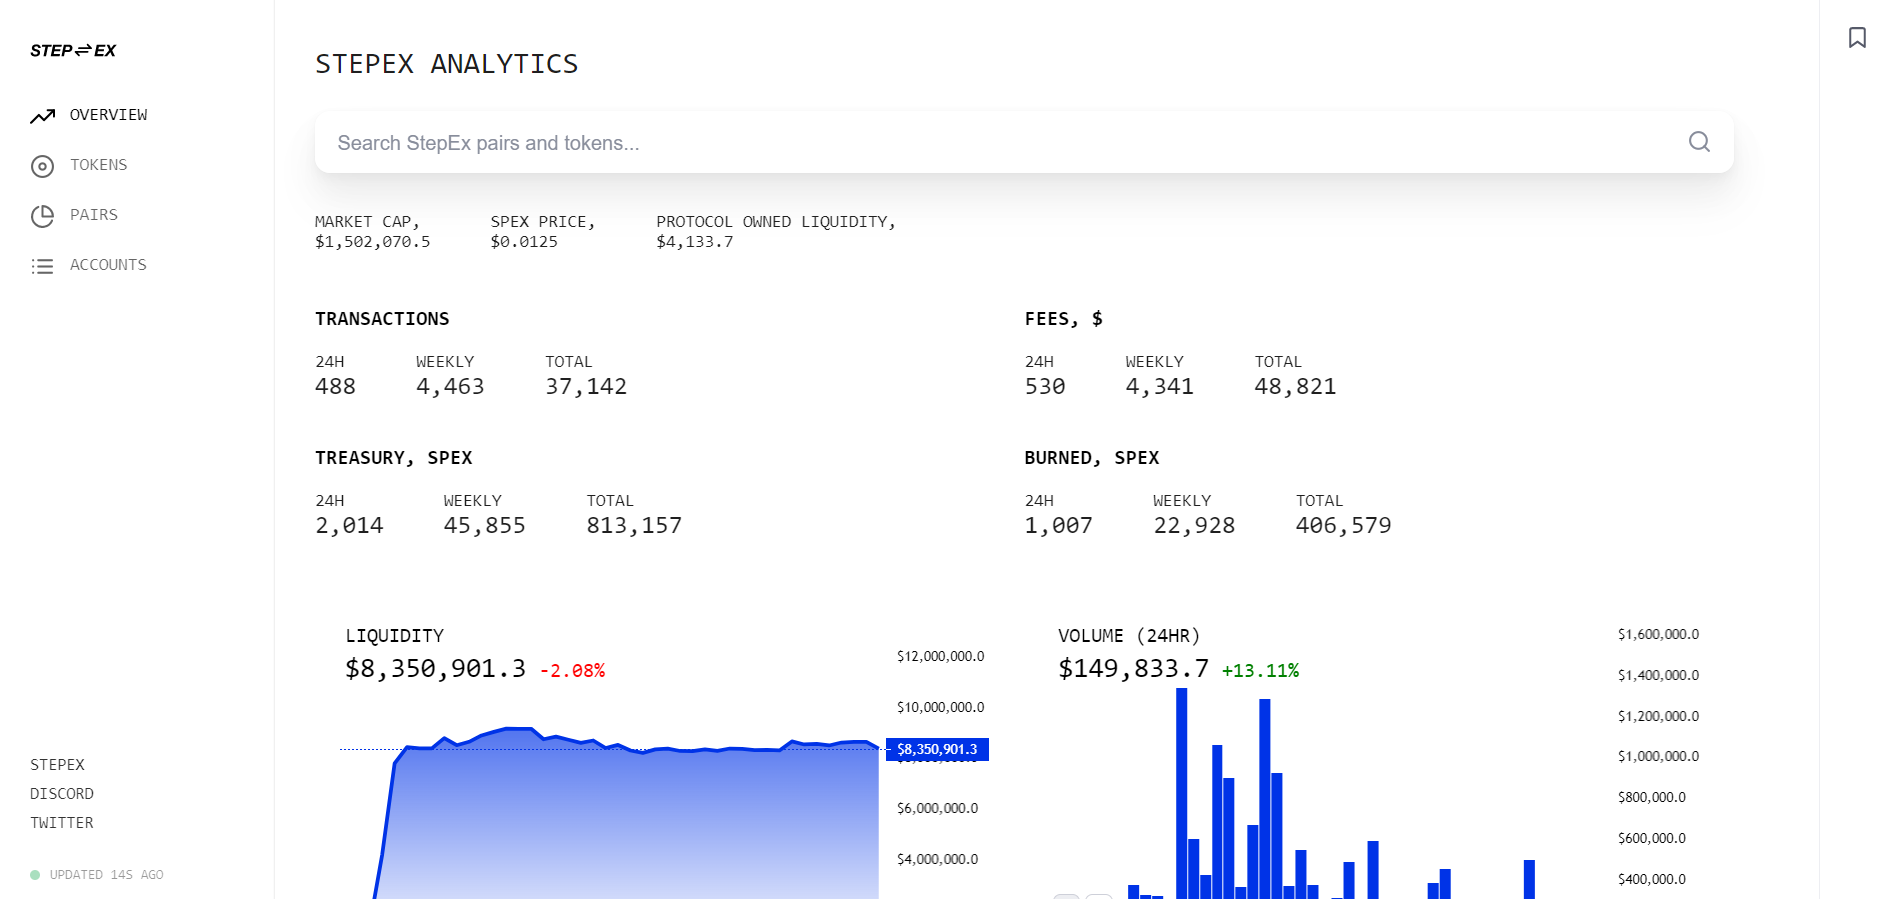 STEP⇌EX
OVERVIEW
TOKENS
PAIRS
ACCOUNTS
STEPEX
DISCORD
TWITTER
UPDATED 14S AGO
STEPEX ANALYTICS
Search StepEx pairs and tokens...
MARKET CAP, SPEX PRICE, PROTOCOL OWNED LIQUIDITY,
$1,502,070.5 $0.0125 $4,133.7
TRANSACTIONS
24H WEEKLY TOTAL
488 4,463 37,142
FEES, $
24H WEEKLY TOTAL
530 4,341 48,821
TREASURY, SPEX
24H WEEKLY TOTAL
2,014 45,855 813,157
BURNED, SPEX
24H WEEKLY TOTAL
1,007 22,928 406,579
LIQUIDITY
$8,350,901.3 -2.08%
$12,000,000.0
$10,000,000.0
$8,350,901.3
$6,000,000.0
$4,000,000.0
VOLUME (24HR)
$149,833.7 +13.11%
$1,600,000.0
$1,400,000.0
$1,200,000.0
$1,000,000.0
$800,000.0
$600,000.0
$400,000.0